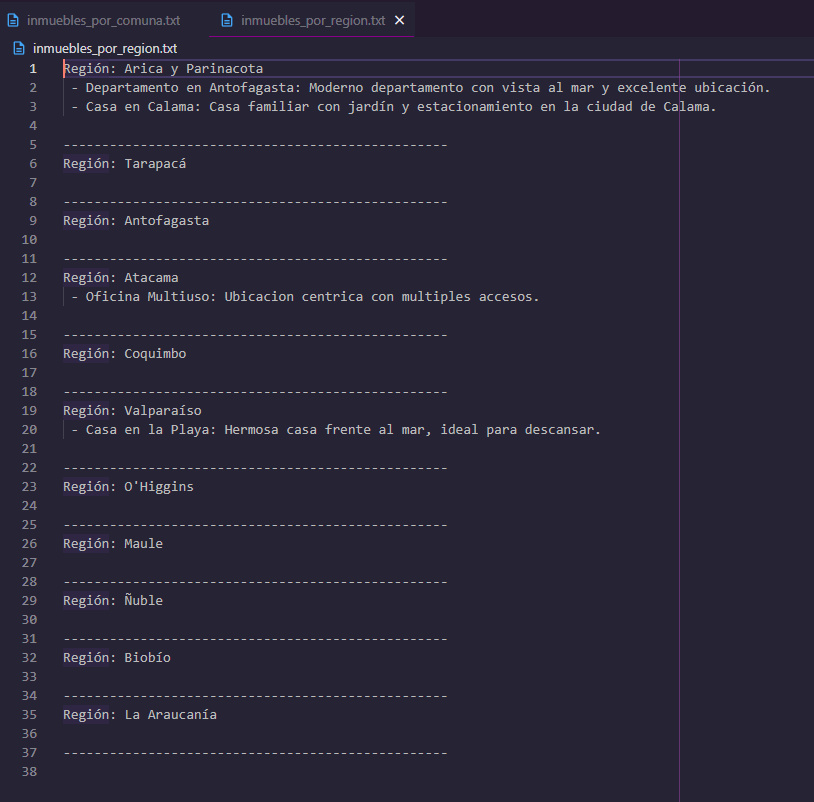 inmuebles_por_comuna.txt
inmuebles_por_region.txt
inmuebles_por_region.txt
1 Región: Arica y Parinacota
2 - Departamento en Antofagasta: Moderno departamento con vista al mar y excelente ubicación.
3 - Casa en Calama: Casa familiar con jardín y estacionamiento en la ciudad de Calama.
4
5 --------------------------------------------------
6 Región: Tarapacá
7
8 --------------------------------------------------
9 Región: Antofagasta
10
11 --------------------------------------------------
12 Región: Atacama
13 - Oficina Multiuso: Ubicacion centrica con multiples accesos.
14
15 --------------------------------------------------
16 Región: Coquimbo
17
18 --------------------------------------------------
19 Región: Valparaíso
20 - Casa en la Playa: Hermosa casa frente al mar, ideal para descansar.
21
22 --------------------------------------------------
23 Región: O'Higgins
24
25 --------------------------------------------------
26 Región: Maule
27
28 --------------------------------------------------
29 Región: Ñuble
30
31 --------------------------------------------------
32 Región: Biobío
33
34 --------------------------------------------------
35 Región: La Araucanía
36
37 --------------------------------------------------
38